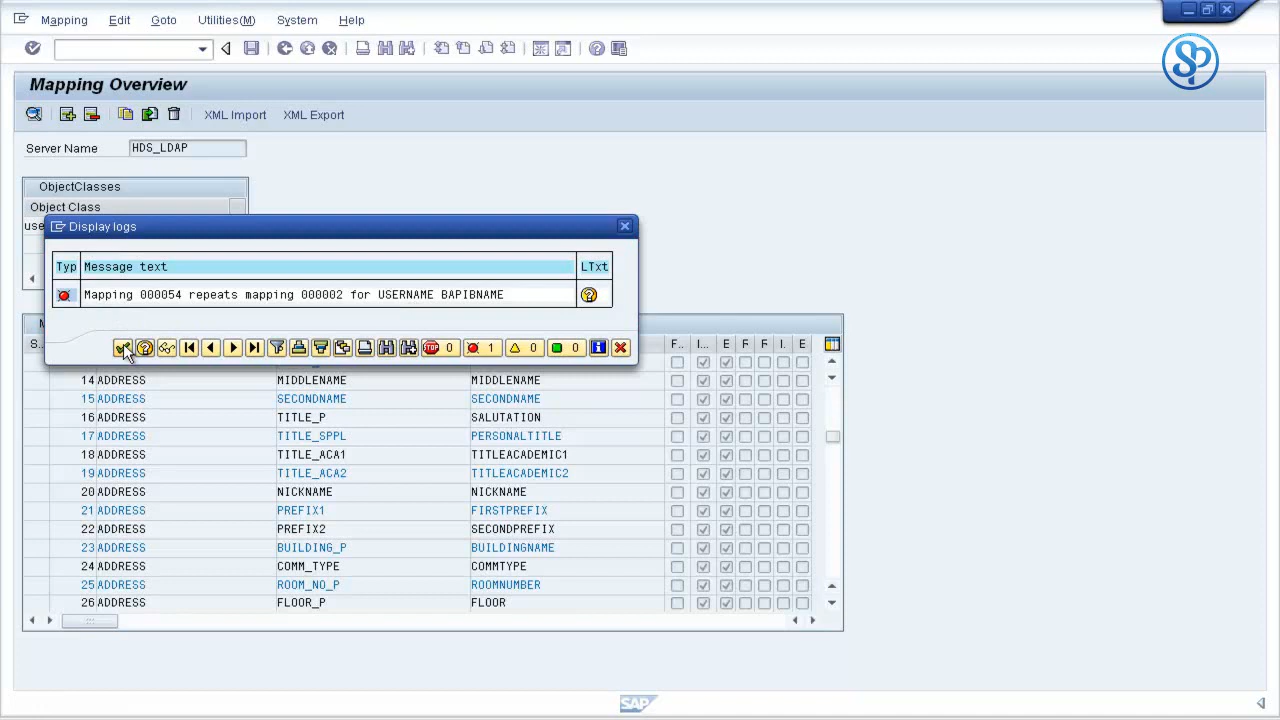 Mapping Edit Goto Utilities(M) System Help
SP
Mapping Overview
XML Import XML Export
Server Name HDS_LDAP
ObjectClasses
Object Class
use
Display logs
Typ Message text LTxt
Mapping 000054 repeats mapping 000002 for USERNAME BAPIBNAME
M
0 1 0 0
S.. F.. I... E F F I. E
14 ADDRESS MIDDLENAME MIDDLENAME
15 ADDRESS SECONDNAME SECONDNAME
16 ADDRESS TITLE_P SALUTATION
17 ADDRESS TITLE_SPPL PERSONALTITLE
18 ADDRESS TITLE_ACA1 TITLEACADEMIC1
19 ADDRESS TITLE_ACA2 TITLEACADEMIC2
20 ADDRESS NICKNAME NICKNAME
21 ADDRESS PREFIX1 FIRSTPREFIX
22 ADDRESS PREFIX2 SECONDPREFIX
23 ADDRESS BUILDING_P BUILDINGNAME
24 ADDRESS COMM_TYPE COMMTYPE
25 ADDRESS ROOM_NO_P ROOMNUMBER
26 ADDRESS FLOOR_P FLOOR
SAP